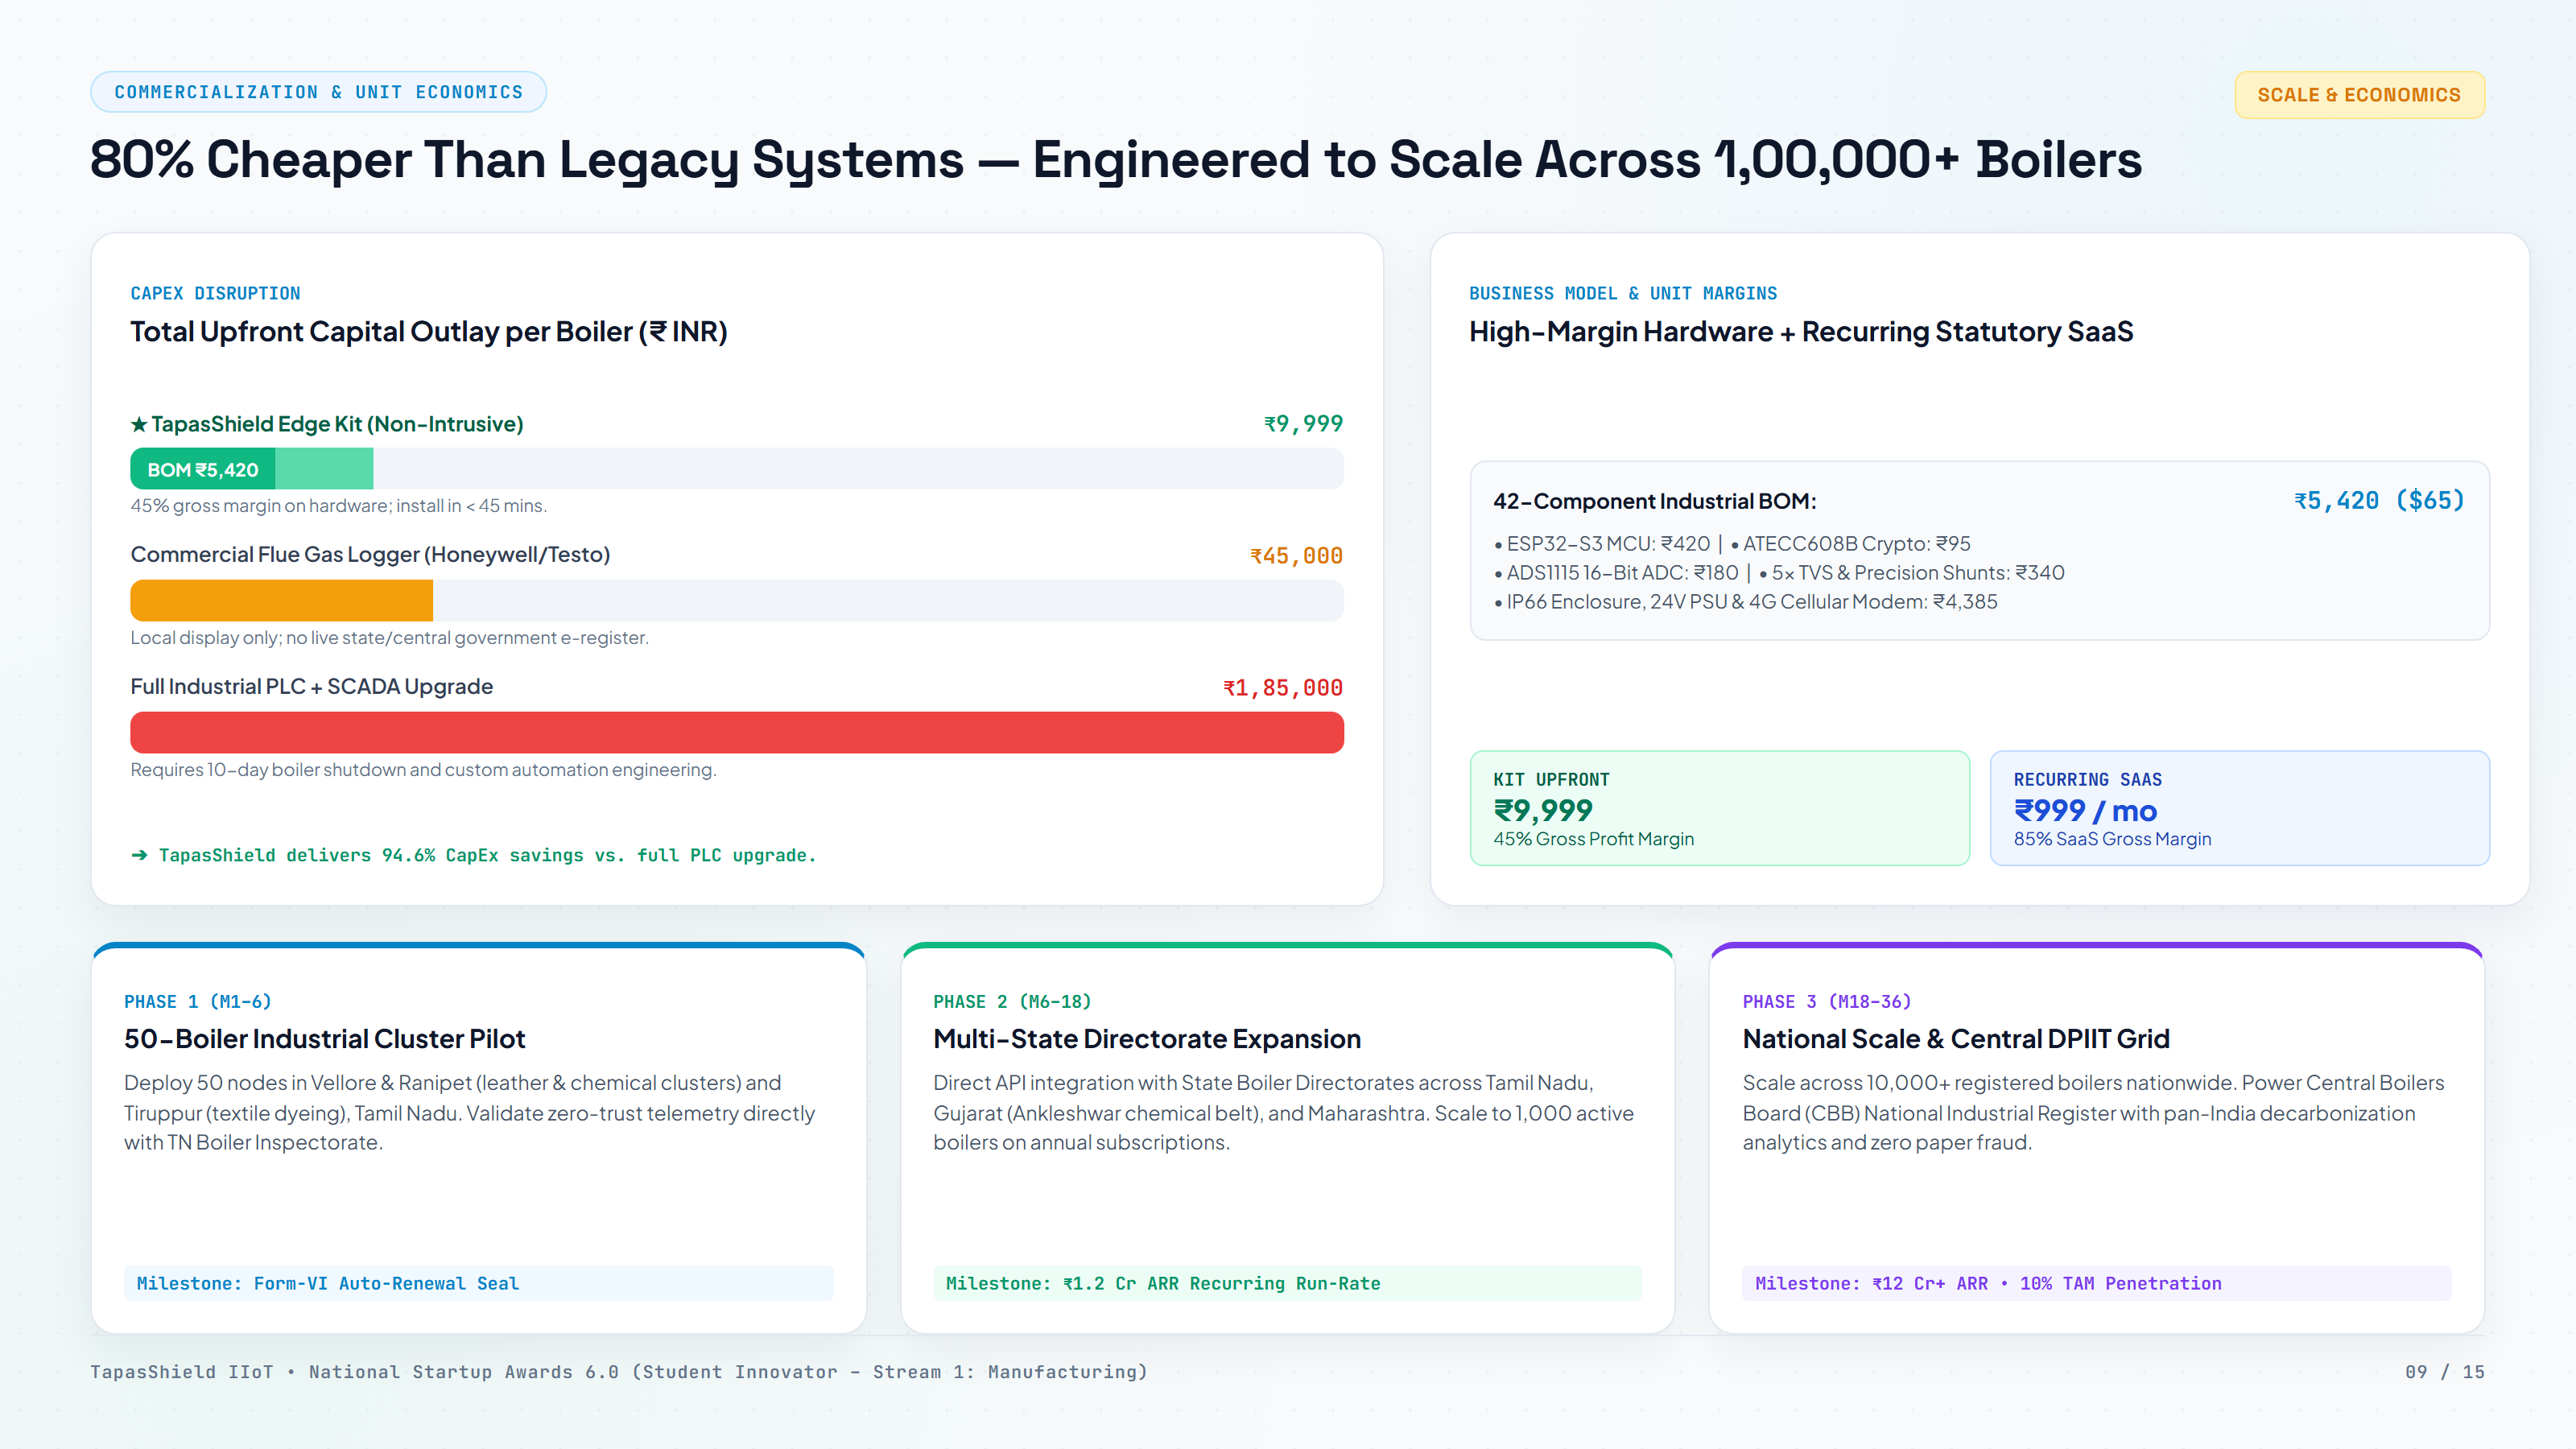 COMMERCIALIZATION & UNIT ECONOMICS
SCALE & ECONOMICS
80% Cheaper Than Legacy Systems — Engineered to Scale Across 1,00,000+ Boilers
CAPEX DISRUPTION
Total Upfront Capital Outlay per Boiler (₹ INR)
★ TapasShield Edge Kit (Non-Intrusive)
₹9,999
BOM ₹5,420
45% gross margin on hardware; install in < 45 mins.
Commercial Flue Gas Logger (Honeywell/Testo)
₹45,000
Local display only; no live state/central government e-register.
Full Industrial PLC + SCADA Upgrade
₹1,85,000
Requires 10-day boiler shutdown and custom automation engineering.
➔ TapasShield delivers 94.6% CapEx savings vs. full PLC upgrade.
BUSINESS MODEL & UNIT MARGINS
High-Margin Hardware + Recurring Statutory SaaS
42-Component Industrial BOM:
₹5,420 ($65)
• ESP32-S3 MCU: ₹420 | • ATECC608B Crypto: ₹95
• ADS1115 16-Bit ADC: ₹180 | • 5x TVS & Precision Shunts: ₹340
• IP66 Enclosure, 24V PSU & 4G Cellular Modem: ₹4,385
KIT UPFRONT
₹9,999
45% Gross Profit Margin
RECURRING SAAS
₹999 / mo
85% SaaS Gross Margin
PHASE 1 (M1-6)
50-Boiler Industrial Cluster Pilot
Deploy 50 nodes in Vellore & Ranipet (leather & chemical clusters) and
Tiruppur (textile dyeing), Tamil Nadu. Validate zero-trust telemetry directly
with TN Boiler Inspectorate.
Milestone: Form-VI Auto-Renewal Seal
PHASE 2 (M6-18)
Multi-State Directorate Expansion
Direct API integration with State Boiler Directorates across Tamil Nadu,
Gujarat (Ankleshwar chemical belt), and Maharashtra. Scale to 1,000 active
boilers on annual subscriptions.
Milestone: ₹1.2 Cr ARR Recurring Run-Rate
PHASE 3 (M18-36)
National Scale & Central DPIIT Grid
Scale across 10,000+ registered boilers nationwide. Power Central Boilers
Board (CBB) National Industrial Register with pan-India decarbonization
analytics and zero paper fraud.
Milestone: ₹12 Cr+ ARR • 10% TAM Penetration
TapasShield IIoT • National Startup Awards 6.0 (Student Innovator – Stream 1: Manufacturing)
09 / 15